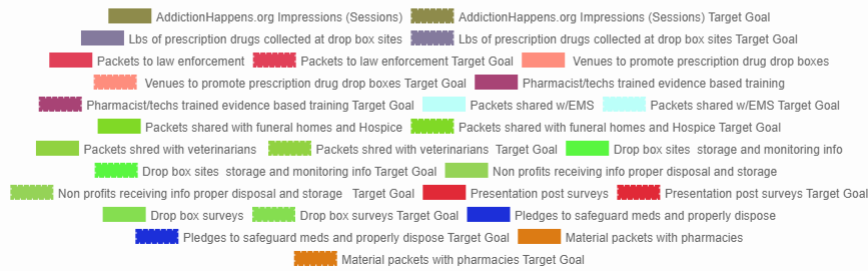 AddictionHappens.org Impressions (Sessions) AddictionHappens.org Impressions (Sessions) Target Goal
Lbs of prescription drugs collected at drop box sites Lbs of prescription drugs collected at drop box sites Target Goal
Packets to law enforcement Packets to law enforcement Target Goal Venues to promote prescription drug drop boxes
Venues to promote prescription drug drop boxes Target Goal Pharmacist/techs trained evidence based training
Pharmacist/techs trained evidence based training Target Goal Packets shared w/EMS Packets shared w/EMS Target Goal
Packets shared with funeral homes and Hospice Packets shared with funeral homes and Hospice Target Goal
Packets shred with veterinarians Packets shred with veterinarians Target Goal Drop box sites storage and monitoring info
Drop box sites storage and monitoring info Target Goal Non profits receiving info proper disposal and storage
Non profits receiving info proper disposal and storage Target Goal Presentation post surveys Presentation post surveys Target Goal
Drop box surveys Drop box surveys Target Goal Pledges to safeguard meds and properly dispose
Pledges to safeguard meds and properly dispose Target Goal Material packets with pharmacies
Material packets with pharmacies Target Goal